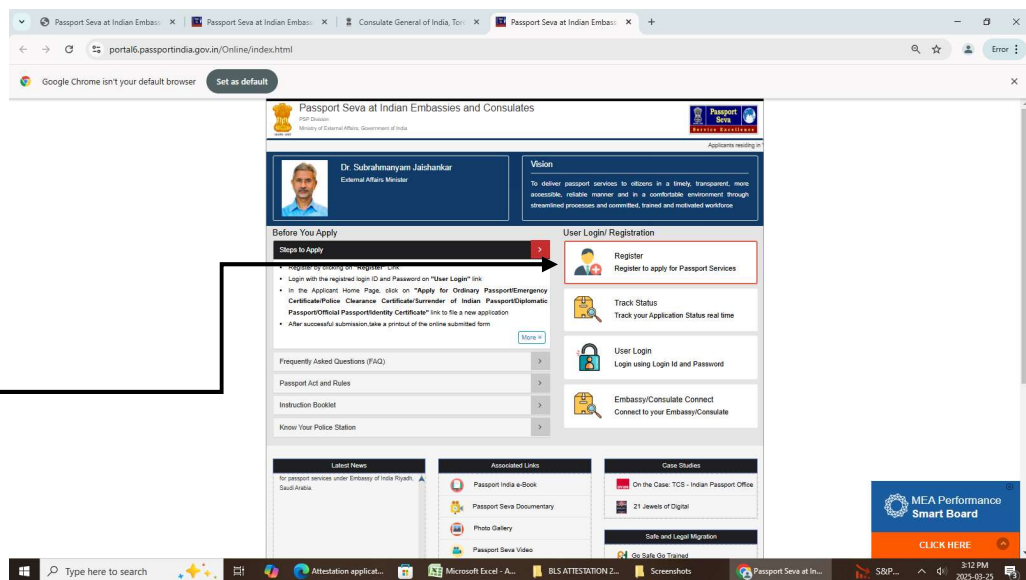 Passport Seva at Indian Embass
Passport Seva at Indian Embass
Consulate General of India, Toro
Passport Seva at Indian Embass
portal6.passportindia.gov.in/Online/index.html
Error
Google Chrome isn't your default browser
Set as default
Passport Seva at Indian Embassies and Consulates
PSP Division
Ministry of External Affairs, Government of India
Passport
Seva
Service Excellence
Applicants residing in
Dr. Subrahmanyam Jaishankar
External Affairs Minister
Vision
To deliver passport services to citizens in a timely, transparent, more
accessible, reliable manner and in a comfortable environment through
streamlined processes and committed, trained and motivated workforce
Before You Apply
Steps to Apply
Register by clicking on "Register" Link
Login with the registred login ID and Password on "User Login" link
In the Applicant Home Page, click on "Apply for Ordinary Passport/Emergency
Certificate/Police Clearance Certificate/Surrender of Indian Passport/Diplomatic
Passport/Official Passport/Identity Certificate" link to file a new application
After successful submission,take a printout of the online submitted form
More »
Frequently Asked Questions (FAQ)
Passport Act and Rules
Instruction Booklet
Know Your Police Station
User Login/ Registration
Register
Register to apply for Passport Services
Track Status
Track your Application Status real time
User Login
Login using Login Id and Password
Embassy/Consulate Connect
Connect to your Embassy/Consulate
Latest News
for passport services under Embassy of India Riyadh,
Saudi Arabia.
Associated Links
Passport India e-Book
Passport Seva Documentary
Photo Gallery
Passport Seva Video
Case Studies
On the Case: TCS - Indian Passport Office
21 Jewels of Digital
Safe and Legal Migration
Go Safe Go Trained
MEA Performance
Smart Board
CLICK HERE
Type here to search
Attestation applicat...
Microsoft Excel - A...
BLS ATTESTATION 2...
Screenshots
Passport Seva at In...
S&P...
3:12 PM
2025-03-25